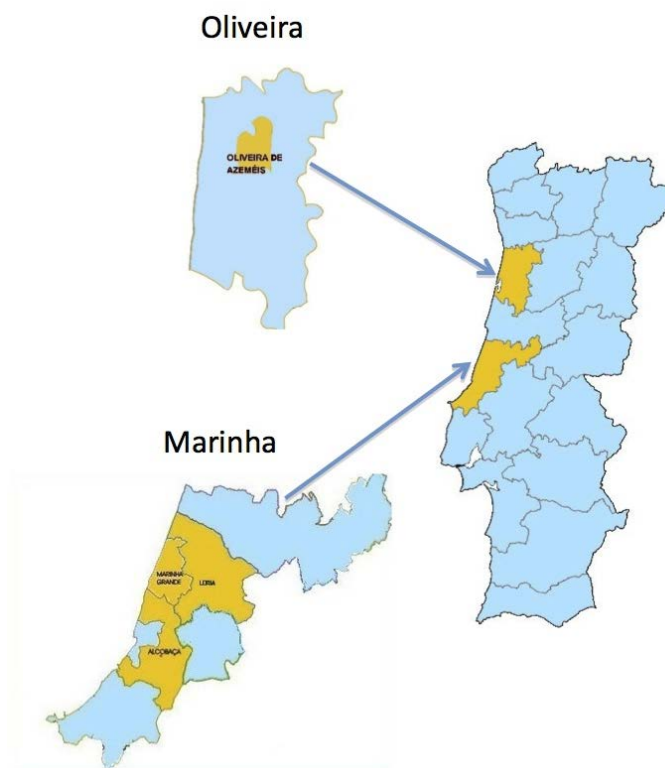 Oliveira
OLIVEIRA DE
AZEMÉIS
Marinha
MARINHA
GRANDE
LEIRIA
ALCOBAÇA